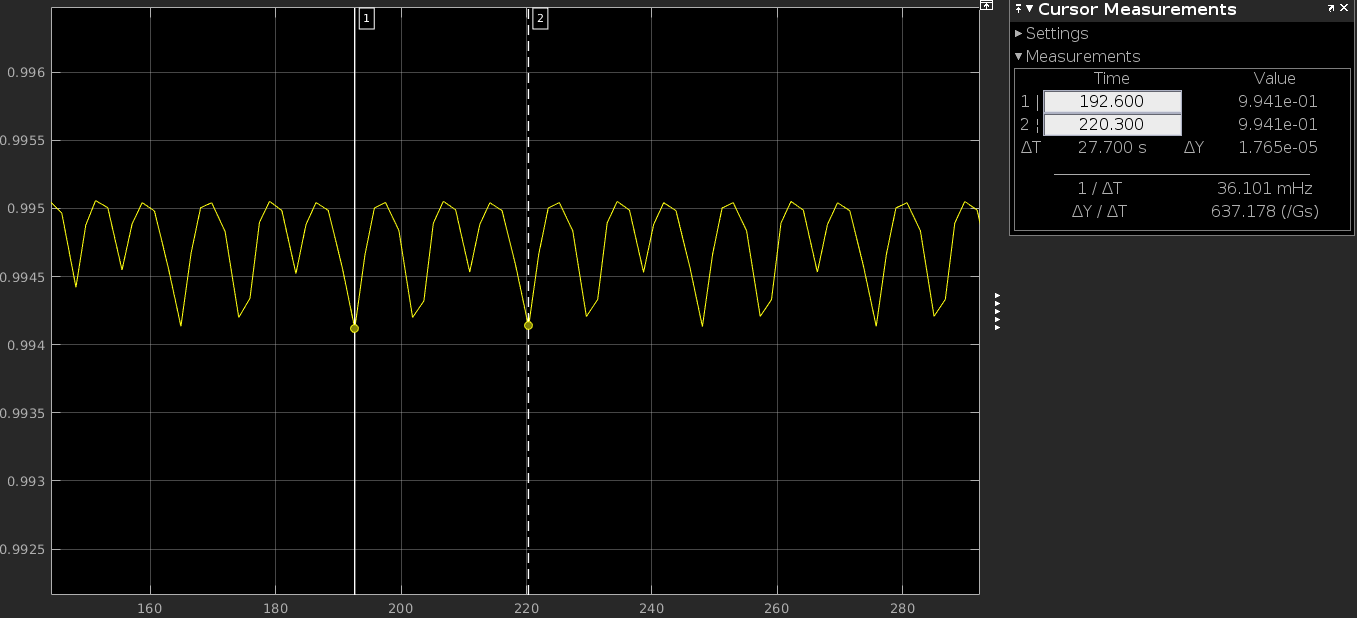 1
2
0.996
0.9955
0.995
0.9945
0.994
0.9935
0.993
0.9925
160 180 200 220 240 260 280
Cursor Measurements
Settings
Measurements
Time Value
1 192.600 9.941e-01
2 220.300 9.941e-01
ΔT 27.700 s ΔY 1.765e-05
1 / ΔT 36.101 mHz
ΔY / ΔT 637.178 (/Gs)